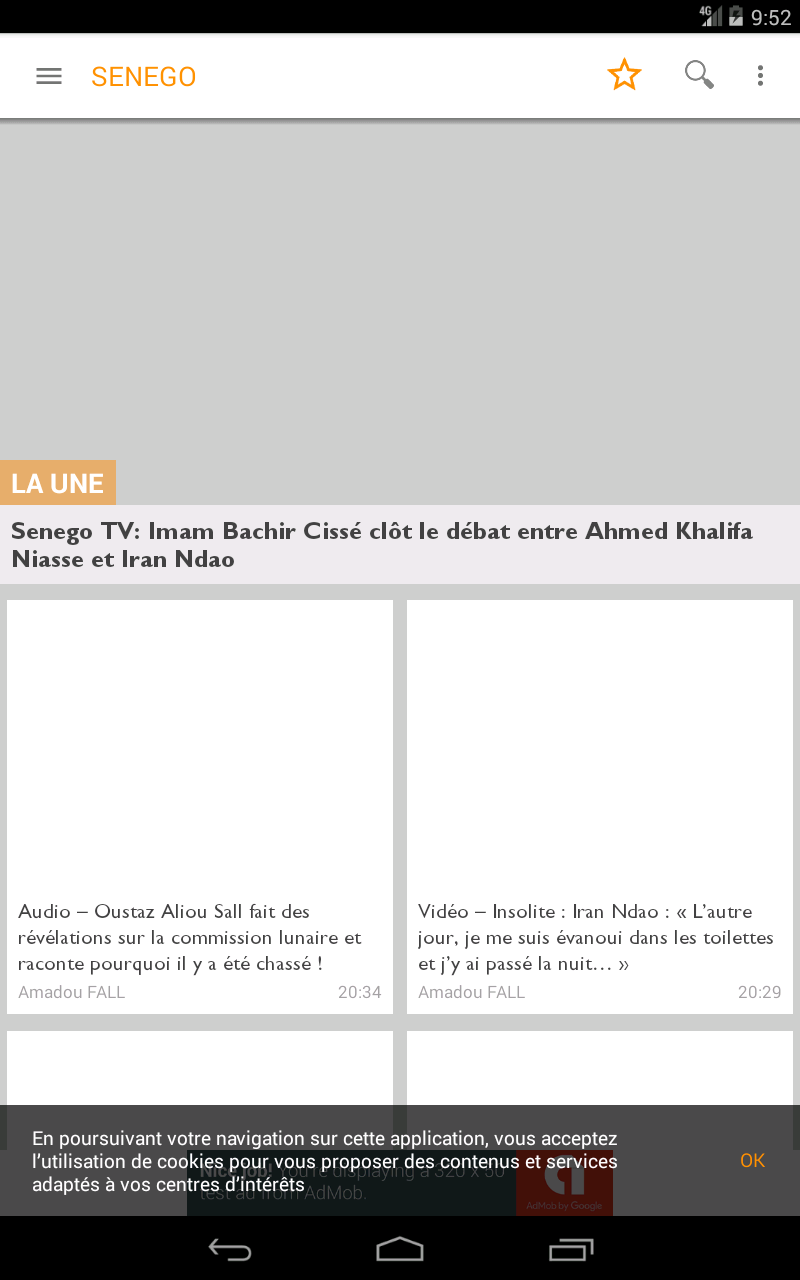 4G 9:52
SENEGO
LA UNE
Senego TV: Imam Bachir Cissé clôt le débat entre Ahmed Khalifa
Niasse et Iran Ndao
Audio – Oustaz Aliou Sall fait des
révélations sur la commission lunaire et
raconte pourquoi il y a été chassé !
Amadou FALL 20:34
Vidéo – Insolite : Iran Ndao : « L’autre
jour, je me suis évanoui dans les toilettes
et j’y ai passé la nuit… »
Amadou FALL 20:29
En poursuivant votre navigation sur cette application, vous acceptez
l’utilisation de cookies pour vous proposer des contenus et services
adaptés à vos centres d’intérêts
OK
Nice job! You're displaying a 320 x 50
test ad from AdMob.
AdMob by Google